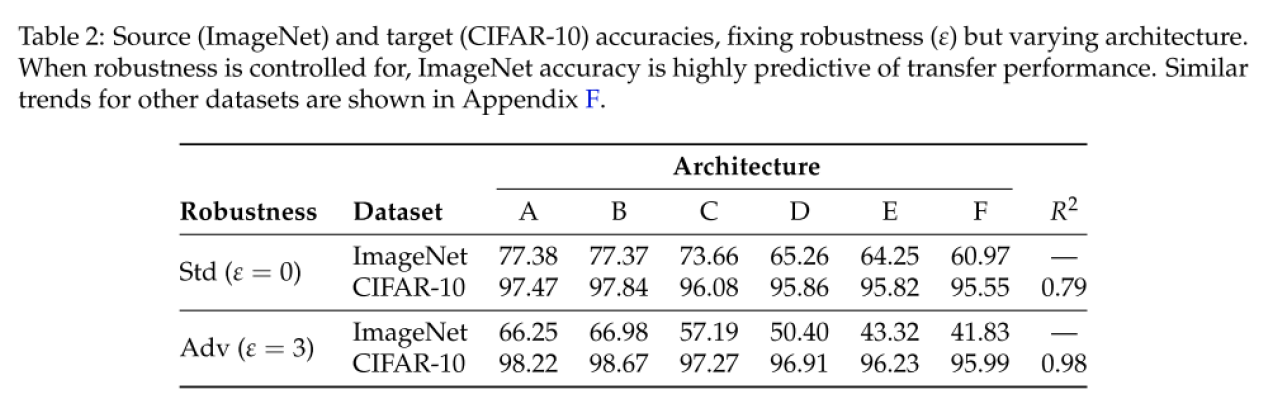 Table 2: Source (ImageNet) and target (CIFAR-10) accuracies, fixing robustness (ε) but varying architecture.
When robustness is controlled for, ImageNet accuracy is highly predictive of transfer performance. Similar
trends for other datasets are shown in Appendix F.
Architecture
Robustness Dataset A B C D E F R²
Std (ε = 0)
ImageNet 77.38 77.37 73.66 65.26 64.25 60.97 —
CIFAR-10 97.47 97.84 96.08 95.86 95.82 95.55 0.79
Adv (ε = 3)
ImageNet 66.25 66.98 57.19 50.40 43.32 41.83 —
CIFAR-10 98.22 98.67 97.27 96.91 96.23 95.99 0.98